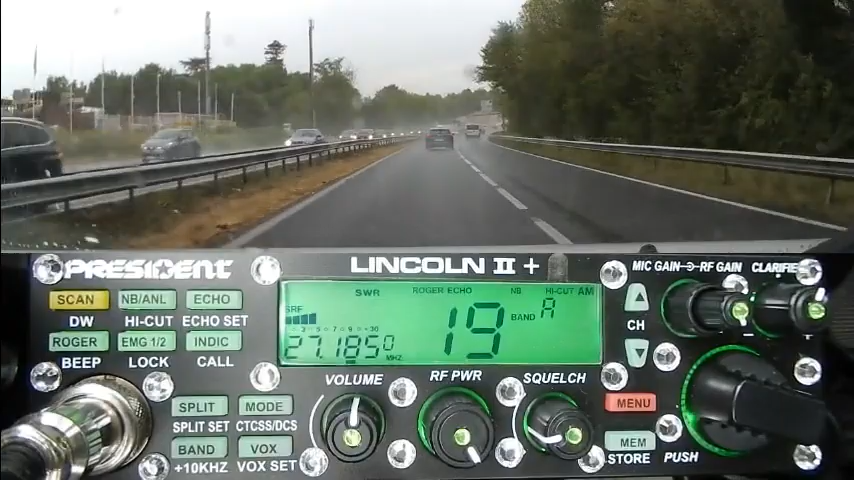 PRESIDENT LINCOLN II + MIC GAIN RF GAIN CLARIFIER
SCAN NB/ANL ECHO
DW HI-CUT ECHO SET
ROGER EMG 1/2 INDIC
BEEP LOCK CALL
SWR ROGER ECHO NB HI-CUT AM
SRF
27.1850 MHZ 19 BAND A
CH
VOLUME RF PWR SQUELCH
MENU
SPLIT MODE
SPLIT SET CTCSS/DCS
BAND VOX
+10KHZ VOX SET
MEM
STORE PUSH